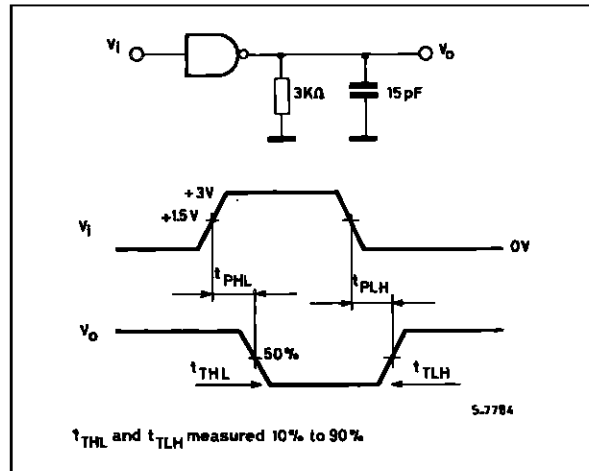 Vi
Vo
3KΩ
15pF
+3V
+1.5V
Vi
0V
tPHL
tPLH
Vo
50%
tTHL
tTLH
S-7784
tTHL and tTLH measured 10% to 90%